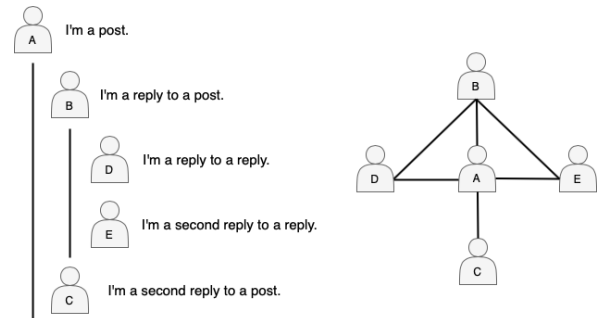 A
I'm a post.
B
I'm a reply to a post.
D
I'm a reply to a reply.
E
I'm a second reply to a reply.
C
I'm a second reply to a post.
B
D
A
E
C